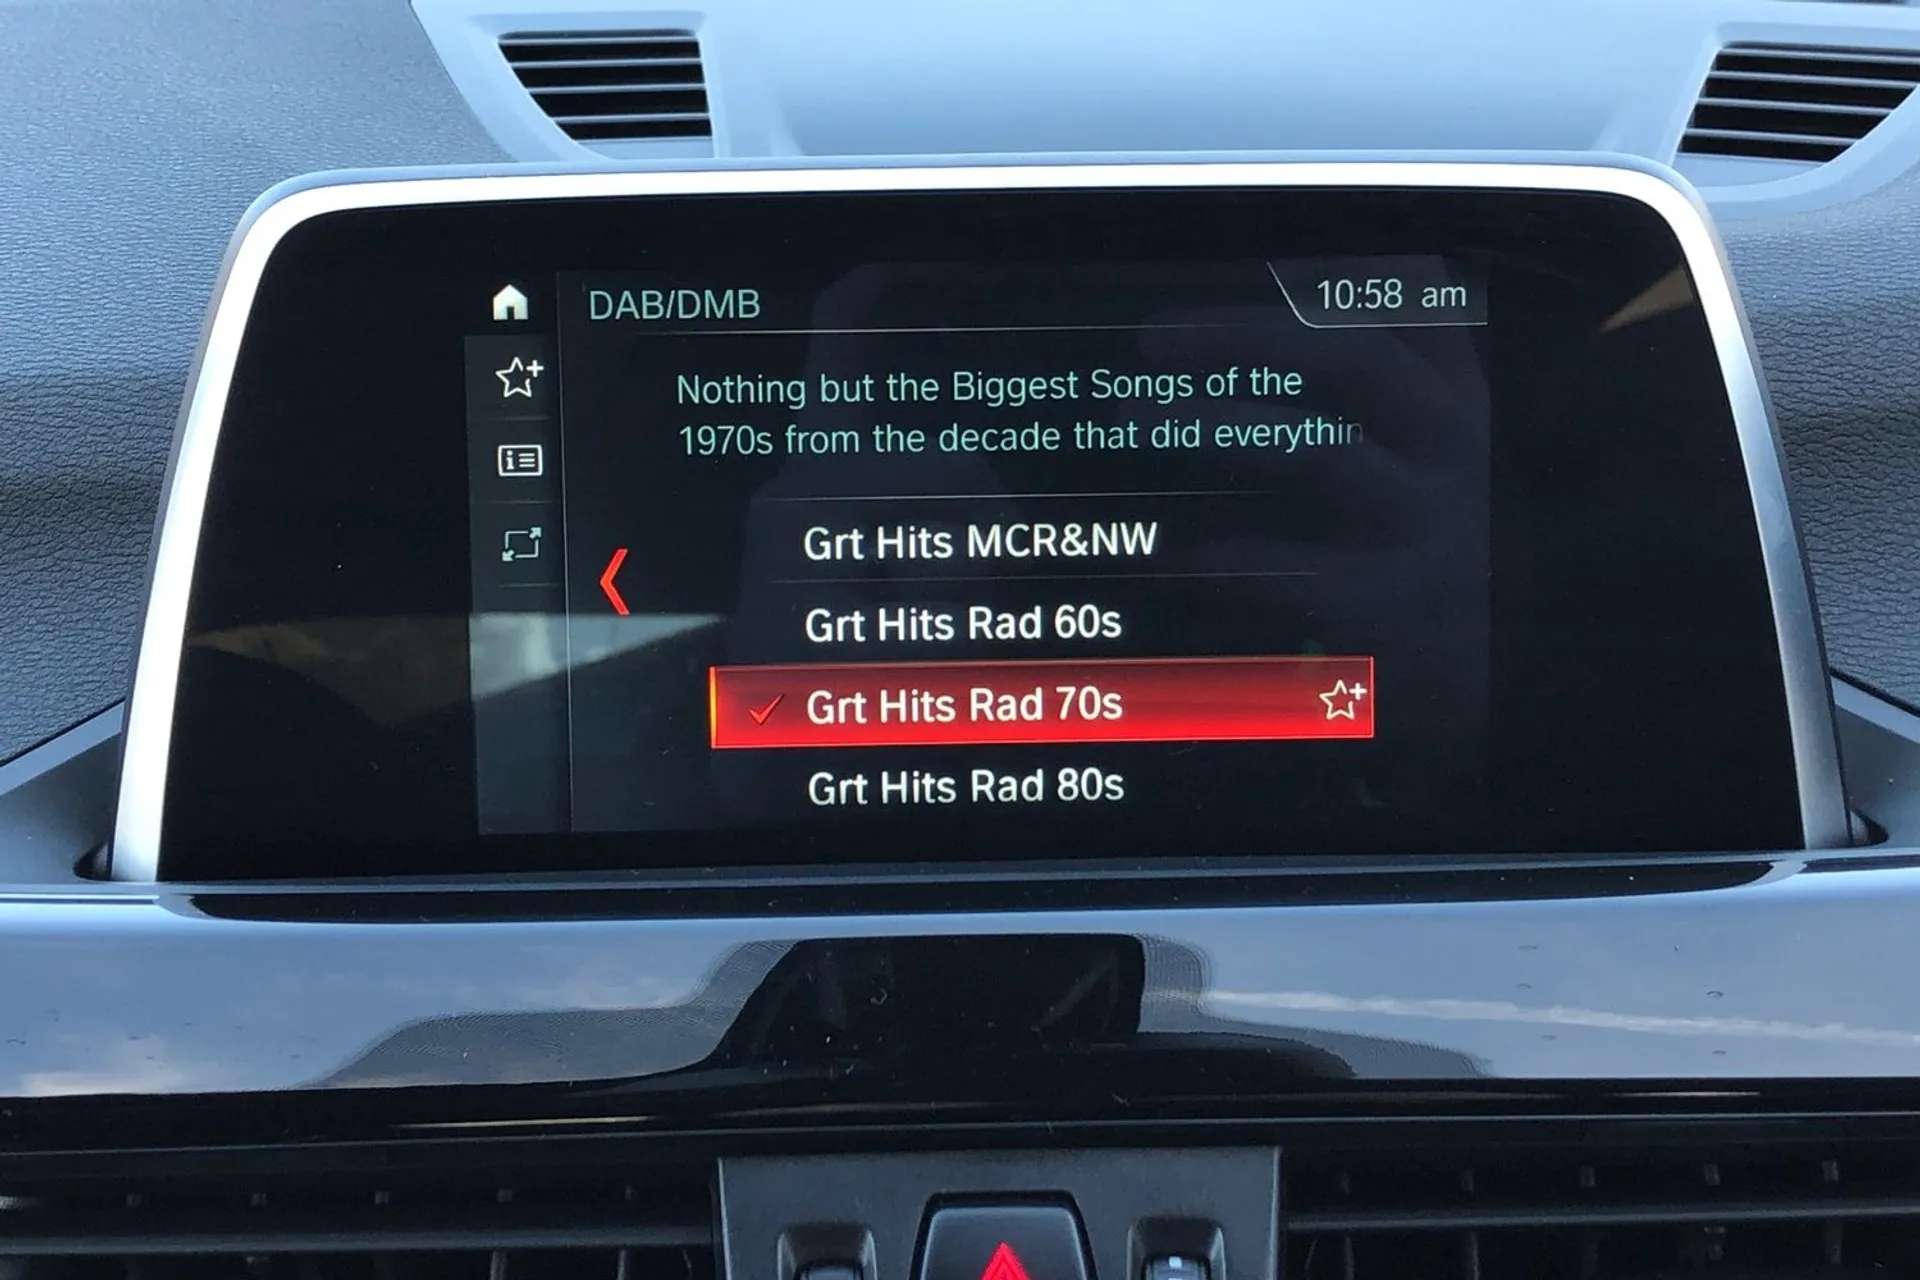 DAB/DMB
10:58 am
Nothing but the Biggest Songs of the
1970s from the decade that did everythin
Grt Hits MCR&NW
Grt Hits Rad 60s
Grt Hits Rad 70s
Grt Hits Rad 80s